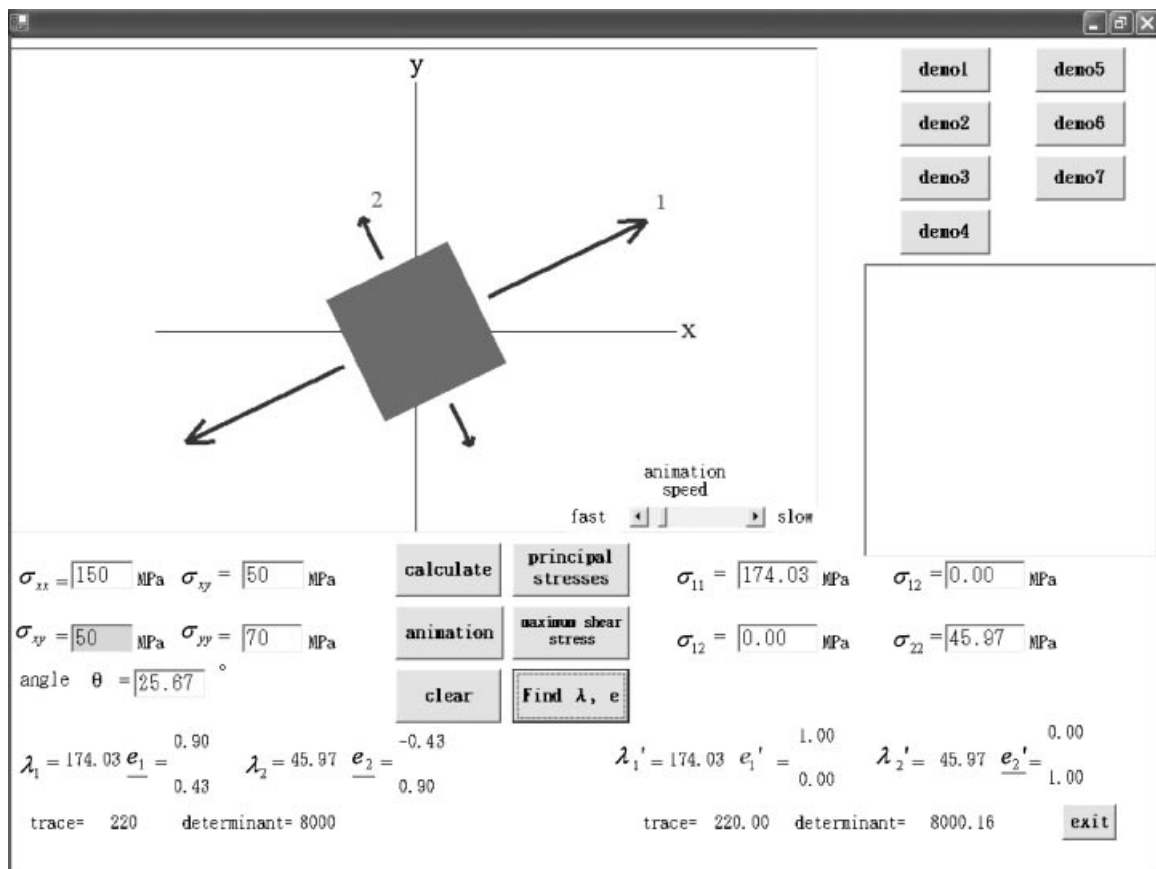 y
2
1
x
animation
speed
fast slow
demo1 demo5
demo2 demo6
demo3 demo7
demo4
σxx = 150 MPa σxy = 50 MPa
σxy = 50 MPa σyy = 70 MPa
angle θ = 25.67 °
calculate
principal
stresses
animation
maximum shear
stress
clear
Find λ, e
σ11 = 174.03 MPa σ12 = 0.00 MPa
σ12 = 0.00 MPa σ22 = 45.97 MPa
λ1 = 174.03 e1 = 0.90 0.43 λ2 = 45.97 e2 = -0.43 0.90
λ1' = 174.03 e1' = 1.00 0.00 λ2' = 45.97 e2' = 0.00 1.00
trace= 220 determinant= 8000
trace= 220.00 determinant= 8000.16
exit